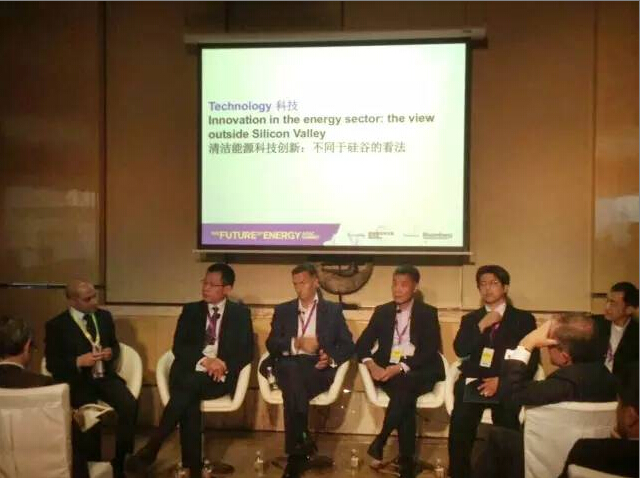 Technology 科技
Innovation in the energy sector: the view
outside Silicon Valley
清洁能源科技创新：不同于硅谷的看法
FUTURE OF ENERGY
Bloomberg